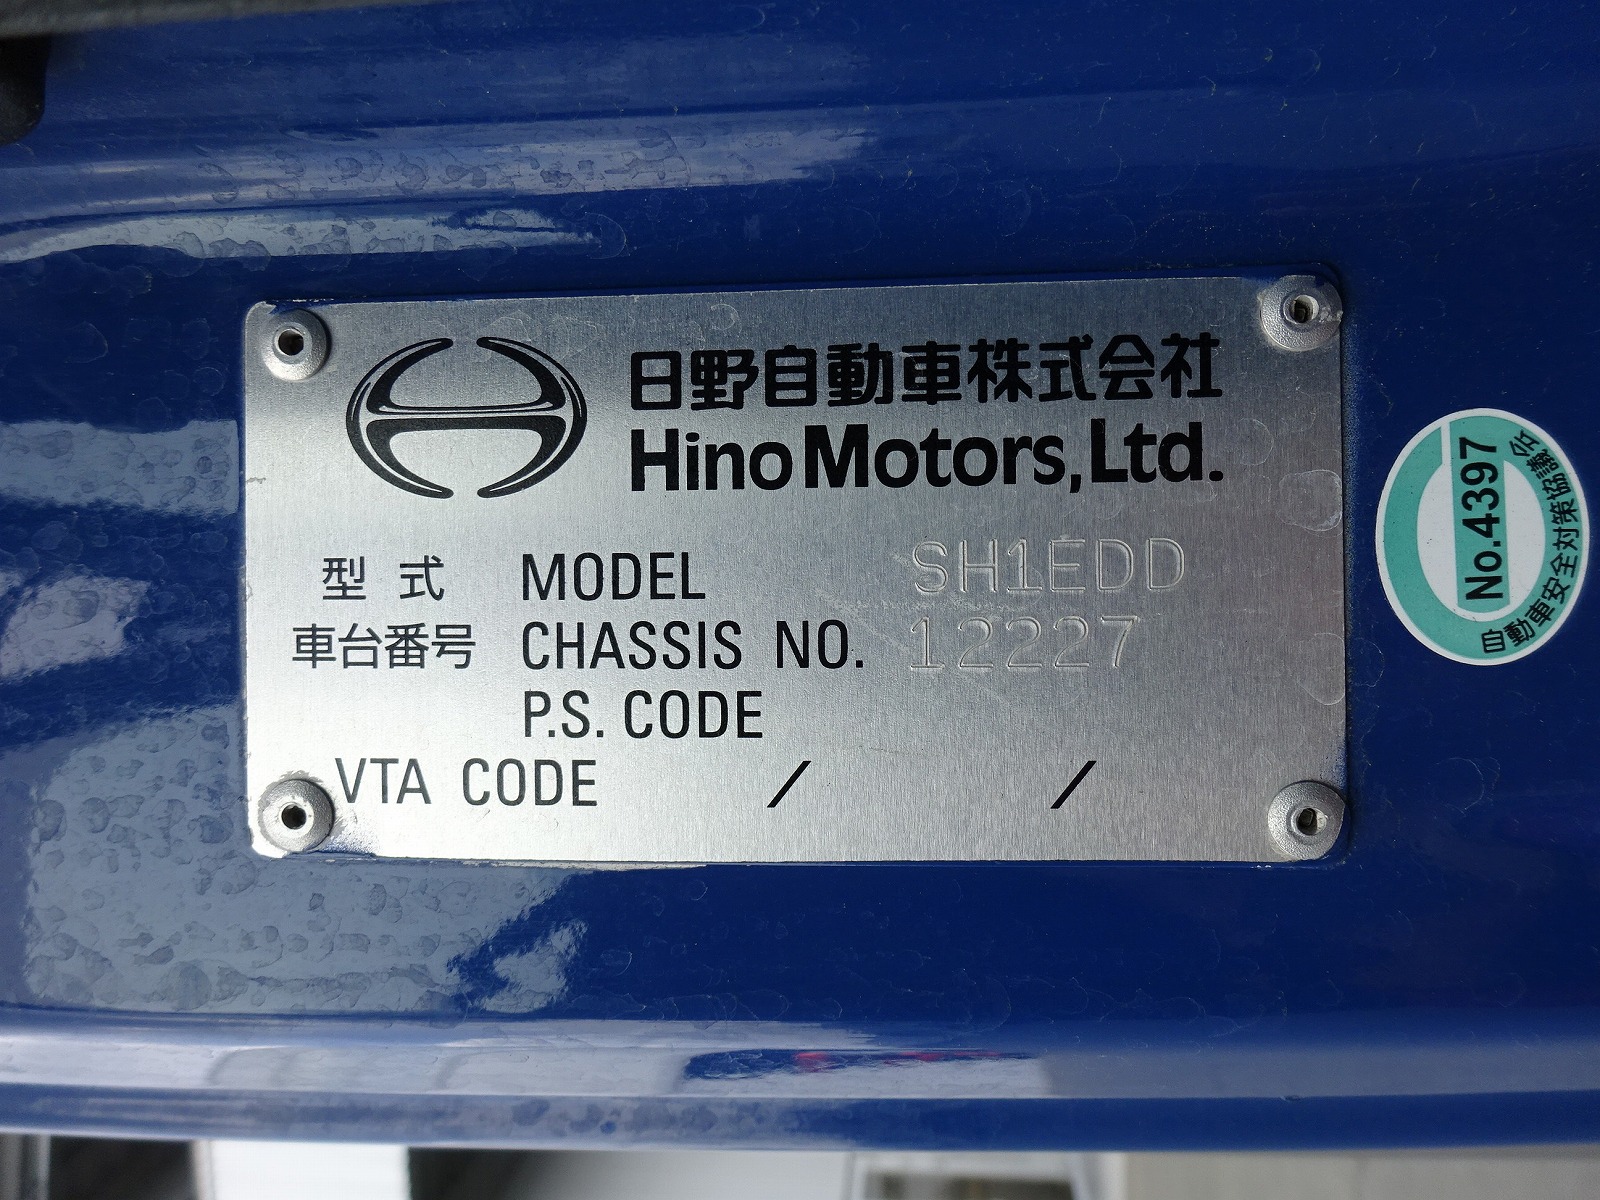 日野自動車株式会社
Hino Motors, Ltd.
型式 MODEL SH1EDD
車台番号 CHASSIS NO. 12227
P.S. CODE
VTA CODE / /
No.4397
自動車安全対策協議会